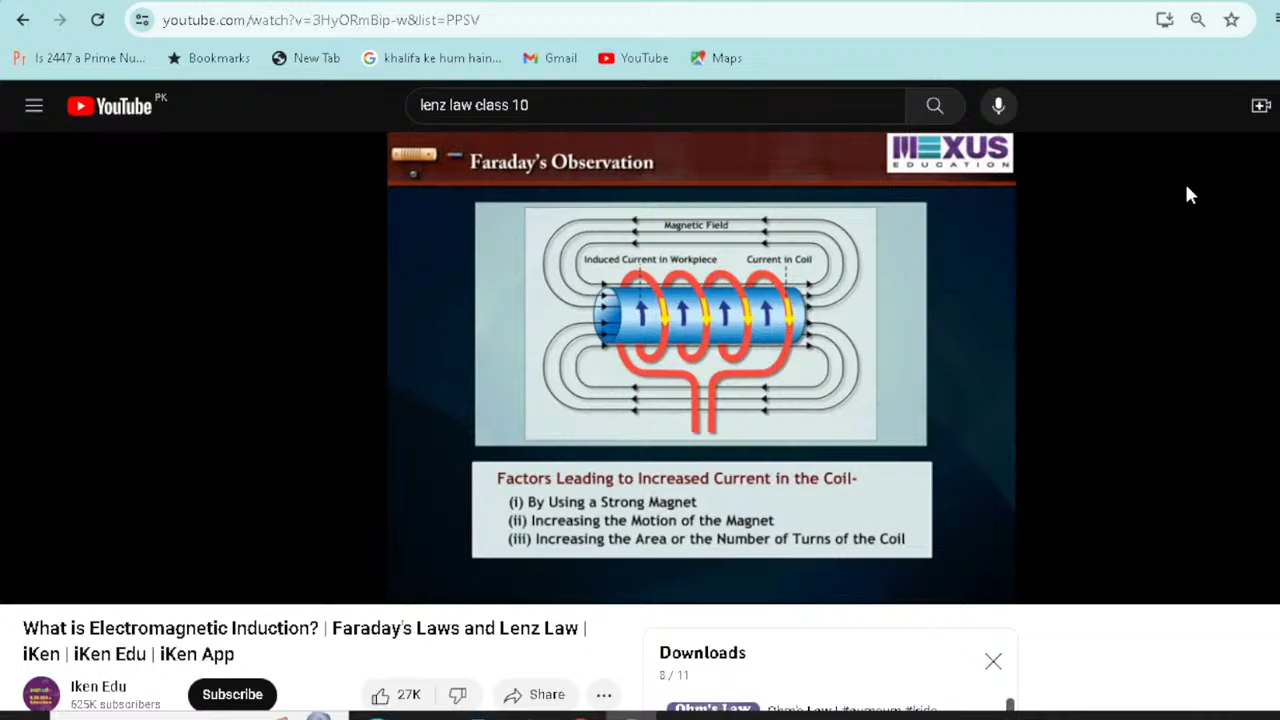 youtube.com/watch?v=3HyORmBip-w&list=PPSV
Is 2447 a Prime Nu... Bookmarks New Tab khalifa ke hum hain... Gmail YouTube Maps
YouTube PK lenz law class 10
Faraday's Observation
MEXUS
EDUCATION
Magnetic Field
Induced Current in Workpiece Current in Coil
Factors Leading to Increased Current in the Coil-
(i) By Using a Strong Magnet
(ii) Increasing the Motion of the Magnet
(iii) Increasing the Area or the Number of Turns of the Coil
What is Electromagnetic Induction? | Faraday's Laws and Lenz Law |
iKen | iKen Edu | iKen App
Iken Edu
625K subscribers
Subscribe
27K
Share
Downloads
8 / 11
Ohm's Law